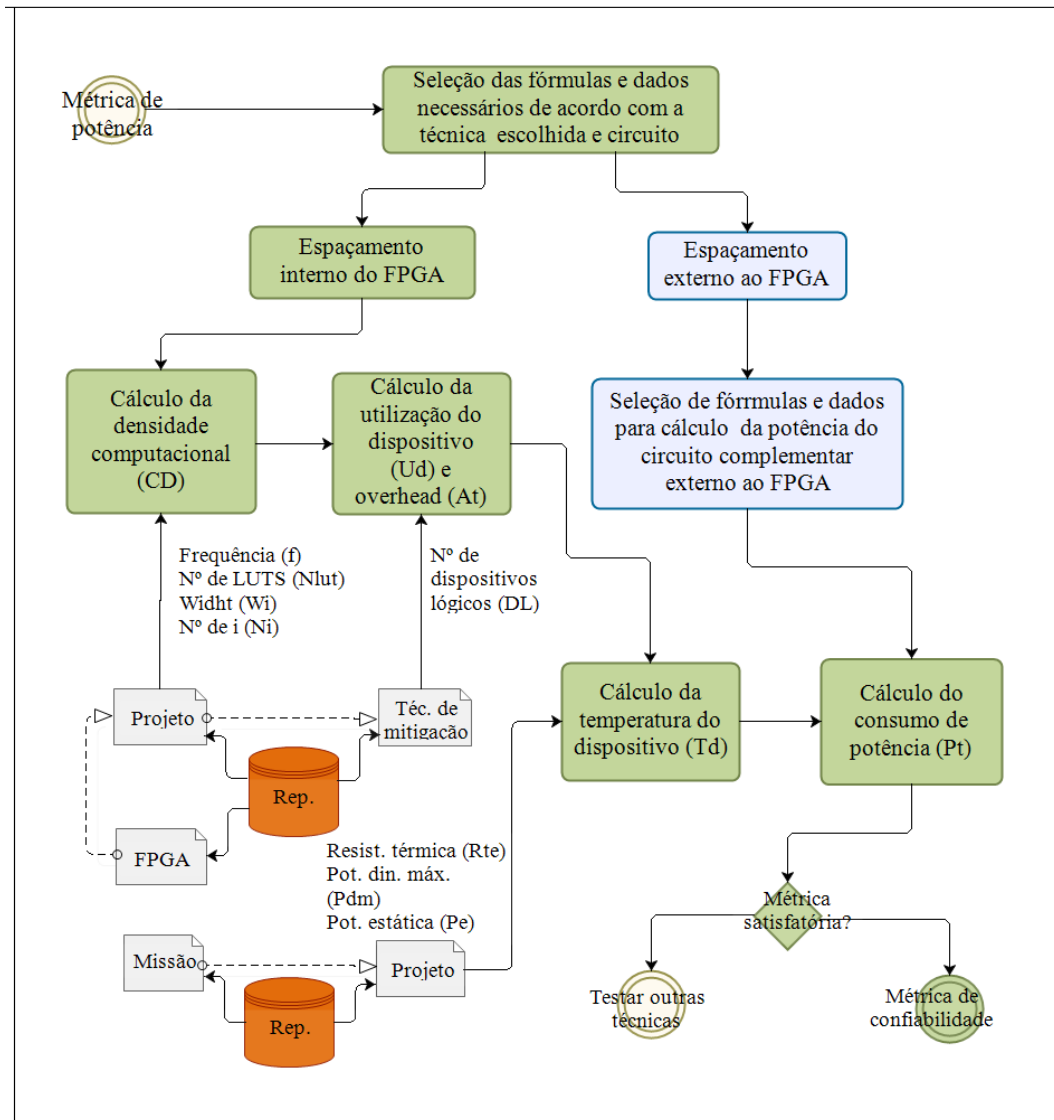 Métrica de
potência
Seleção das fórmulas e dados
necessários de acordo com a
técnica escolhida e circuito
Espaçamento
interno do FPGA
Espaçamento
externo ao FPGA
Cálculo da
densidade
computacional
(CD)
Cálculo da
utilização do
dispositivo
(Ud) e
overhead (At)
Seleção de fórrmulas e dados
para cálculo da potência do
circuito complementar
externo ao FPGA
Frequência (f)
Nº de LUTS (Nlut)
Widht (Wi)
Nº de i (Ni)
Nº de
dispositivos
lógicos (DL)
Projeto
Téc. de
mitigação
Rep.
FPGA
Cálculo da
temperatura do
dispositivo (Td)
Cálculo do
consumo de
potência (Pt)
Resist. térmica (Rte)
Pot. din. máx.
(Pdm)
Pot. estática (Pe)
Missão
Projeto
Rep.
Métrica
satisfatória?
Testar outras
técnicas
Métrica de
confiabilidade